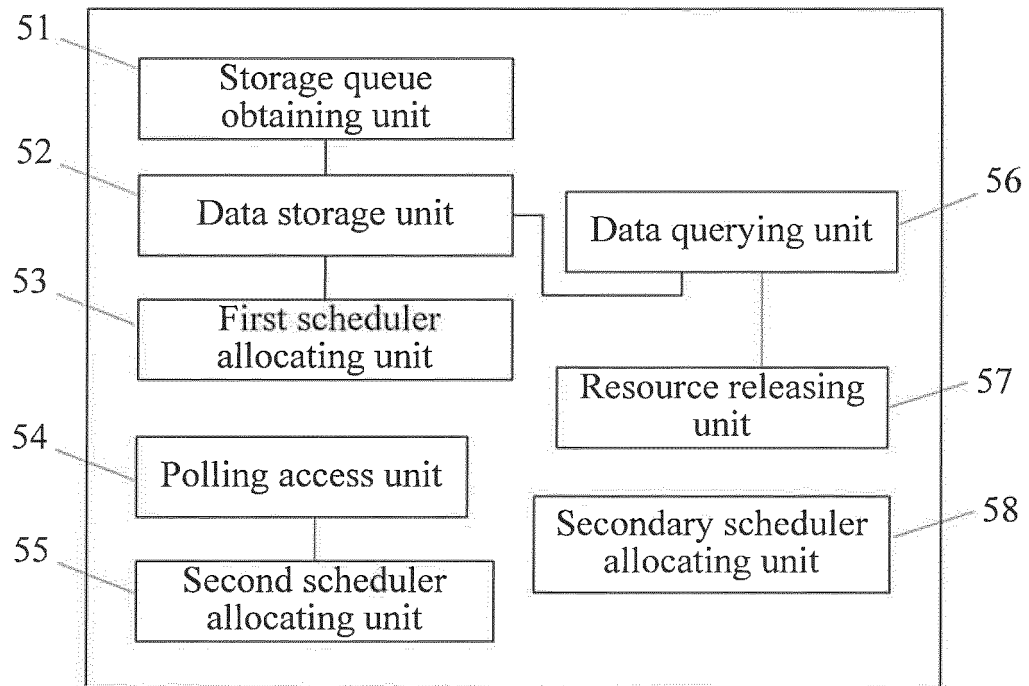 51
Storage queue
obtaining unit
52
Data storage unit
53
First scheduler
allocating unit
54
Polling access unit
55
Second scheduler
allocating unit
56
Data querying unit
57
Resource releasing
unit
58
Secondary scheduler
allocating unit